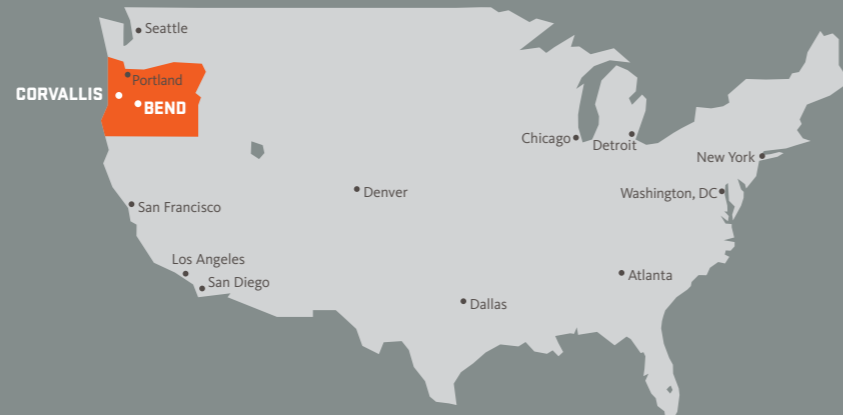 Seattle
Portland
CORVALLIS
BEND
Chicago
Detroit
New York
Denver
Washington, DC
San Francisco
Los Angeles
San Diego
Atlanta
Dallas